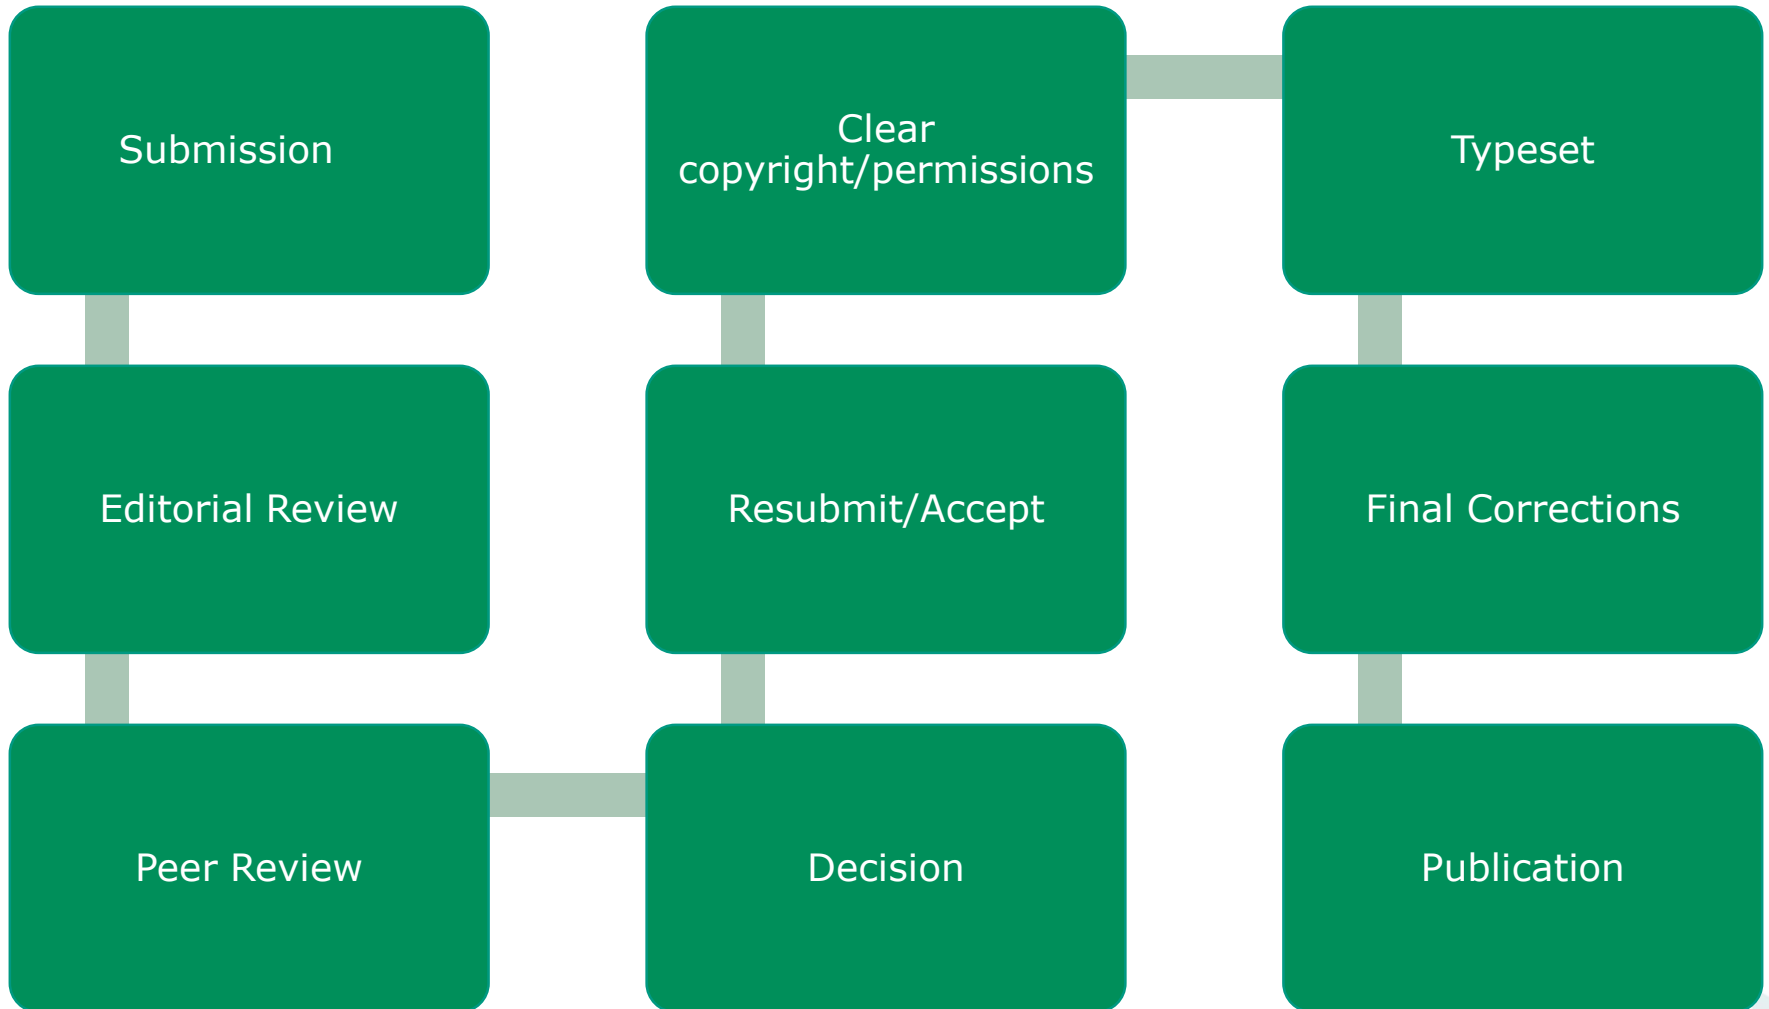 Submission
Editorial Review
Peer Review
Decision
Resubmit/Accept
Clear
copyright/permissions
Typeset
Final Corrections
Publication